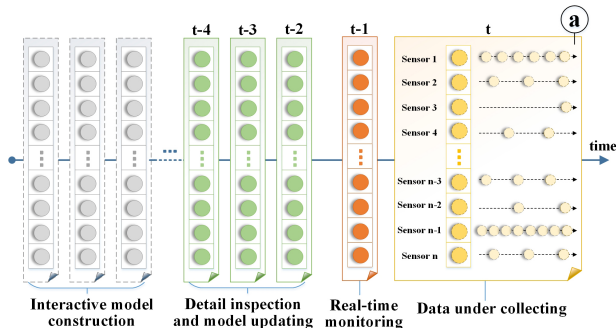 a
t-4
t-3
t-2
t-1
t
Sensor 1
Sensor 2
Sensor 3
Sensor 4
time
Sensor n-3
Sensor n-2
Sensor n-1
Sensor n
Interactive model
construction
Detail inspection
and model updating
Real-time
monitoring
Data under collecting